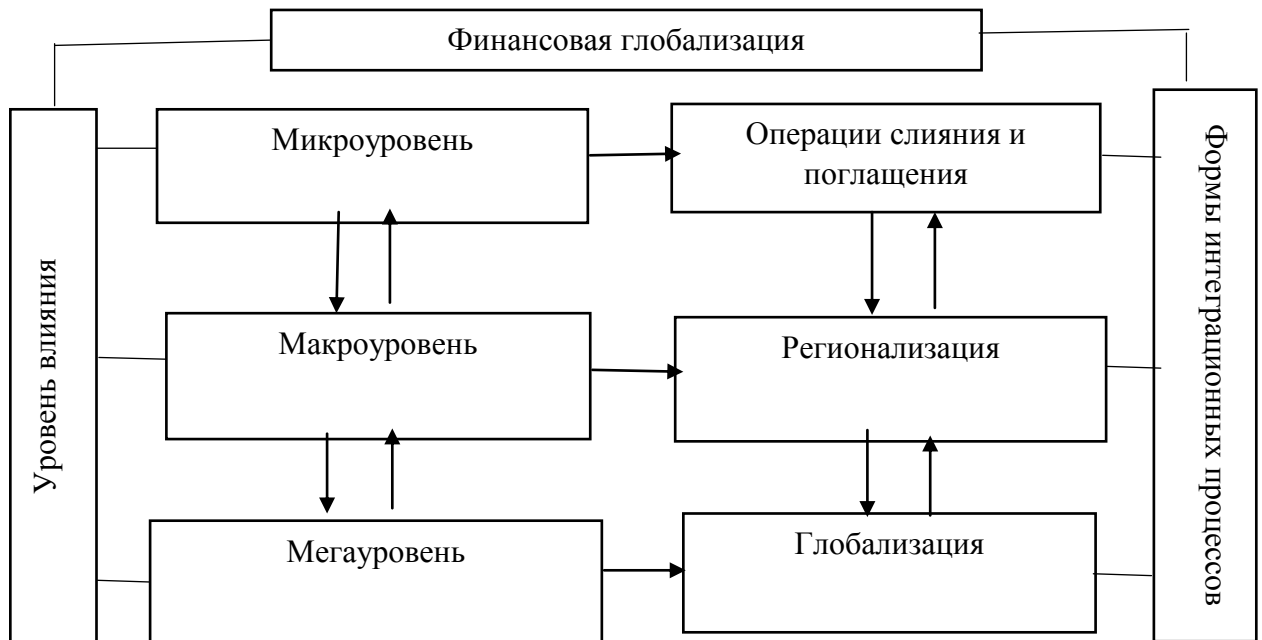 Финансовая глобализация
Уровень влияния
Микроуровень
Операции слияния и
поглащения
Макроуровень
Регионализация
Мегауровень
Глобализация
Формы интеграционных процессов